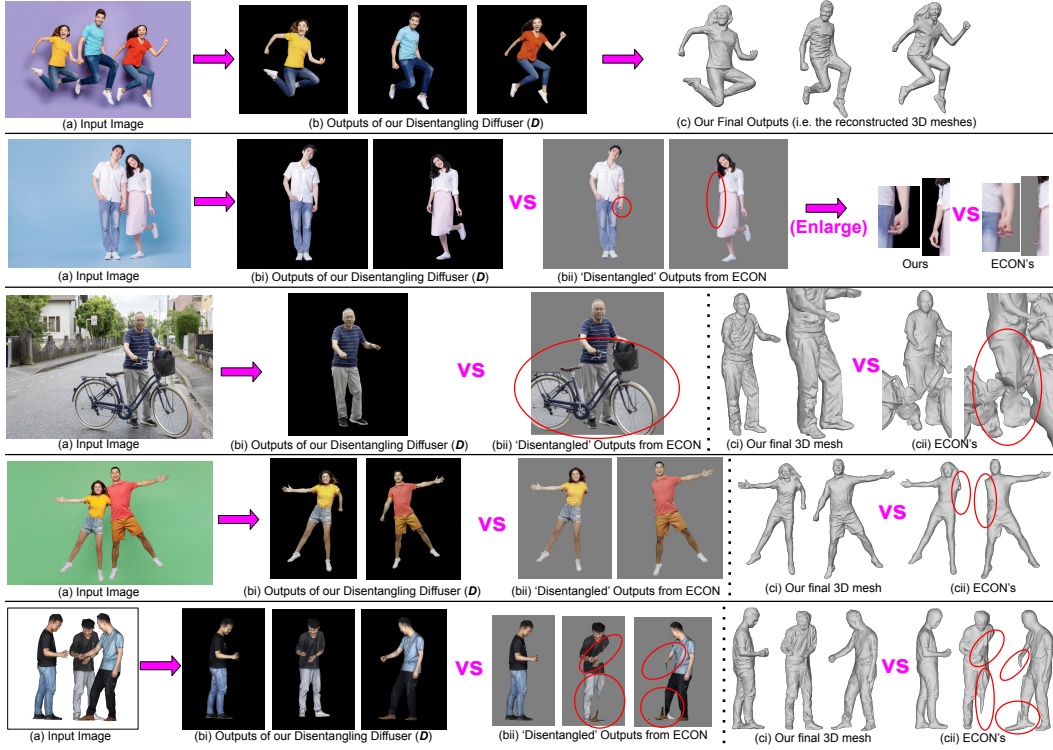 (a) Input Image
(b) Outputs of our Disentangling Diffuser (D)
(c) Our Final Outputs (i.e. the reconstructed 3D meshes)
VS
(Enlarge)
VS
Ours
ECON's
(a) Input Image
(bi) Outputs of our Disentangling Diffuser (D)
(bii) 'Disentangled' Outputs from ECON
VS
VS
(a) Input Image
(bi) Outputs of our Disentangling Diffuser (D)
(bii) 'Disentangled' Outputs from ECON
(ci) Our final 3D mesh
(cii) ECON's
VS
VS
(a) Input Image
(bi) Outputs of our Disentangling Diffuser (D)
(bii) 'Disentangled' Outputs from ECON
(ci) Our final 3D mesh
(cii) ECON's
VS
VS
(a) Input Image
(bi) Outputs of our Disentangling Diffuser (D)
(bii) 'Disentangled' Outputs from ECON
(ci) Our final 3D mesh
(cii) ECON's